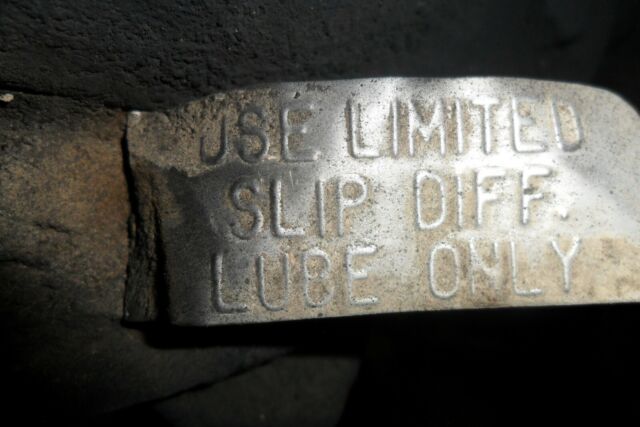 USE LIMITED
SLIP DIFF.
LUBE ONLY